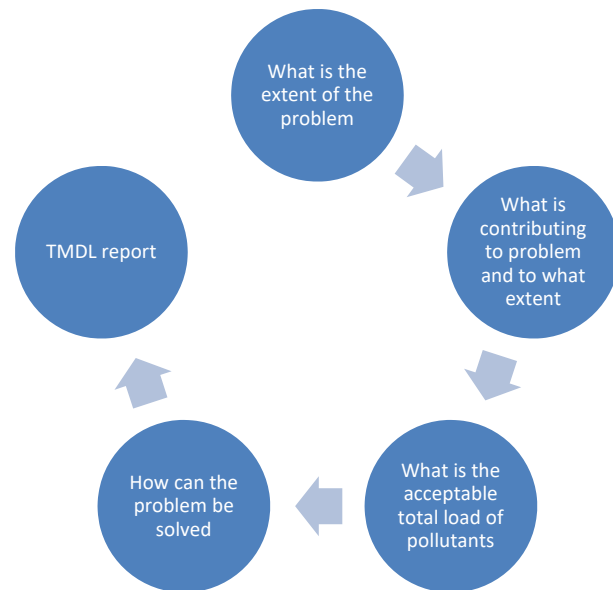 What is the
extent of the
problem
What is
contributing
to problem
and to what
extent
What is the
acceptable
total load of
pollutants
How can the
problem be
solved
TMDL report